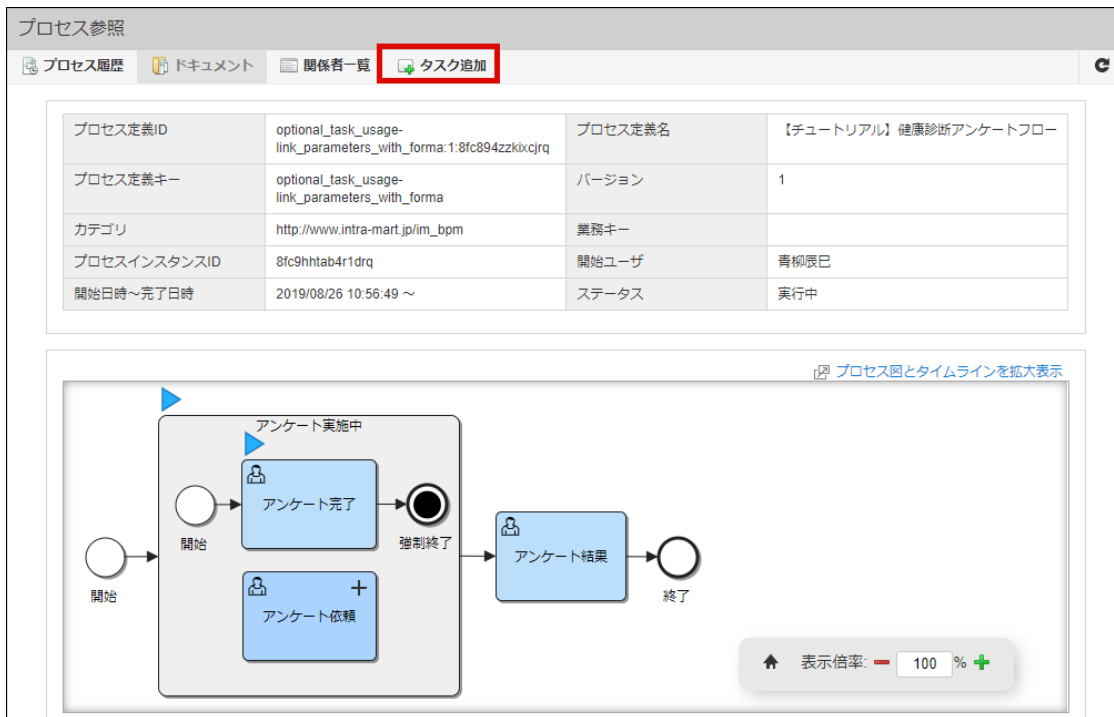 プロセス参照
プロセス履歴 ドキュメント 関係者一覧 タスク追加
プロセス定義ID optional_task_usage-
link_parameters_with_forma:1:8fc894zzkixcjrq プロセス定義名 【チュートリアル】健康診断アンケートフロー
プロセス定義キー optional_task_usage-
link_parameters_with_forma バージョン 1
カテゴリ http://www.intra-mart.jp/im_bpm 業務キー
プロセスインスタンスID 8fc9hhtab4r1drq 開始ユーザ 青柳辰巳
開始日時～完了日時 2019/08/26 10:56:49 ～ ステータス 実行中
プロセス図とタイムラインを拡大表示
アンケート実施中
アンケート完了
開始
強制終了
アンケート結果
開始
終了
アンケート依頼
表示倍率: 100 %